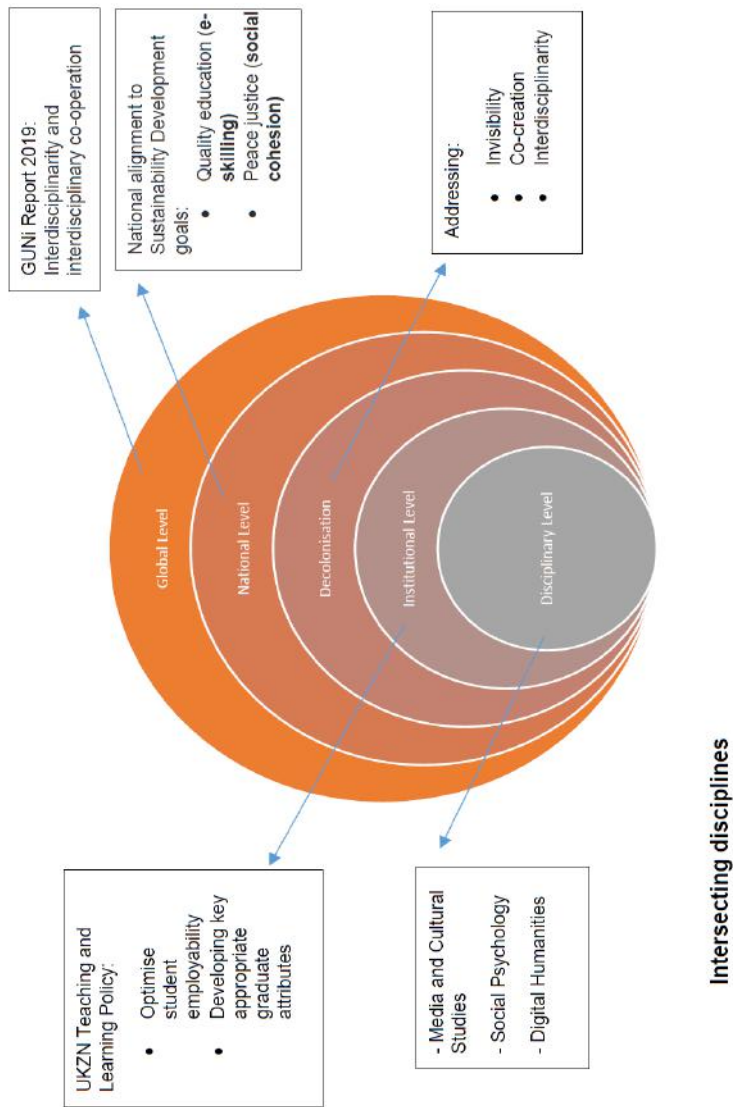 GUNi Report 2019:
Interdisciplinarity and
interdisciplinary co-operation
National alignment to
Sustainability Development
goals:
• Quality education (e-
skilling)
• Peace justice (social
cohesion)
Addressing:
• Invisibility
• Co-creation
• Interdisciplinarity
Global Level
National Level
Decolonisation
Institutional Level
Disciplinary Level
UKZN Teaching and
Learning Policy:
• Optimise
student
employability
• Developing key
appropriate
graduate
attributes
- Media and Cultural
Studies
- Social Psychology
- Digital Humanities
Intersecting disciplines